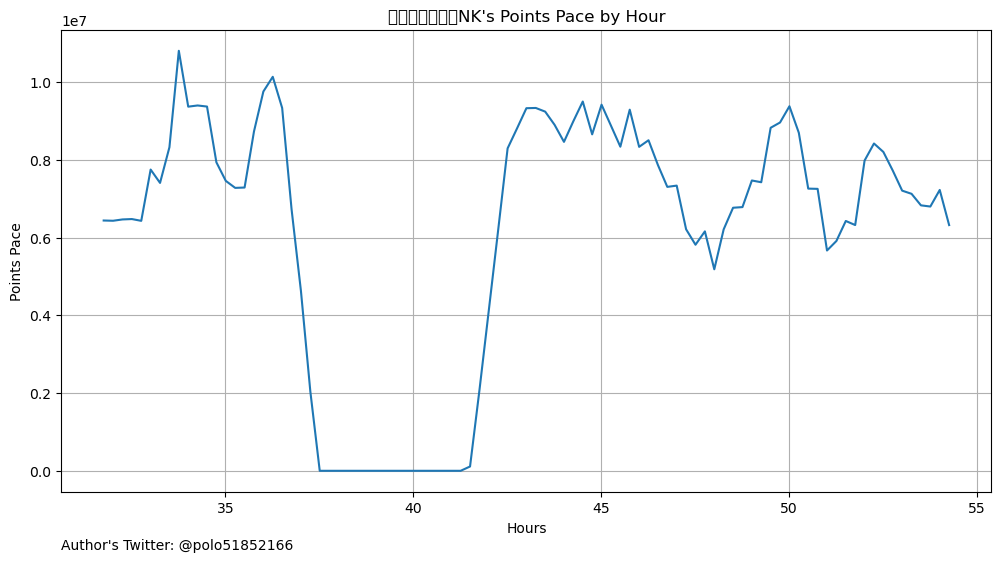 NK's Points Pace by Hour
1e7
1.0
0.8
0.6
0.4
0.2
0.0
Points Pace
35 40 45 50 55
Hours
Author's Twitter: @polo51852166